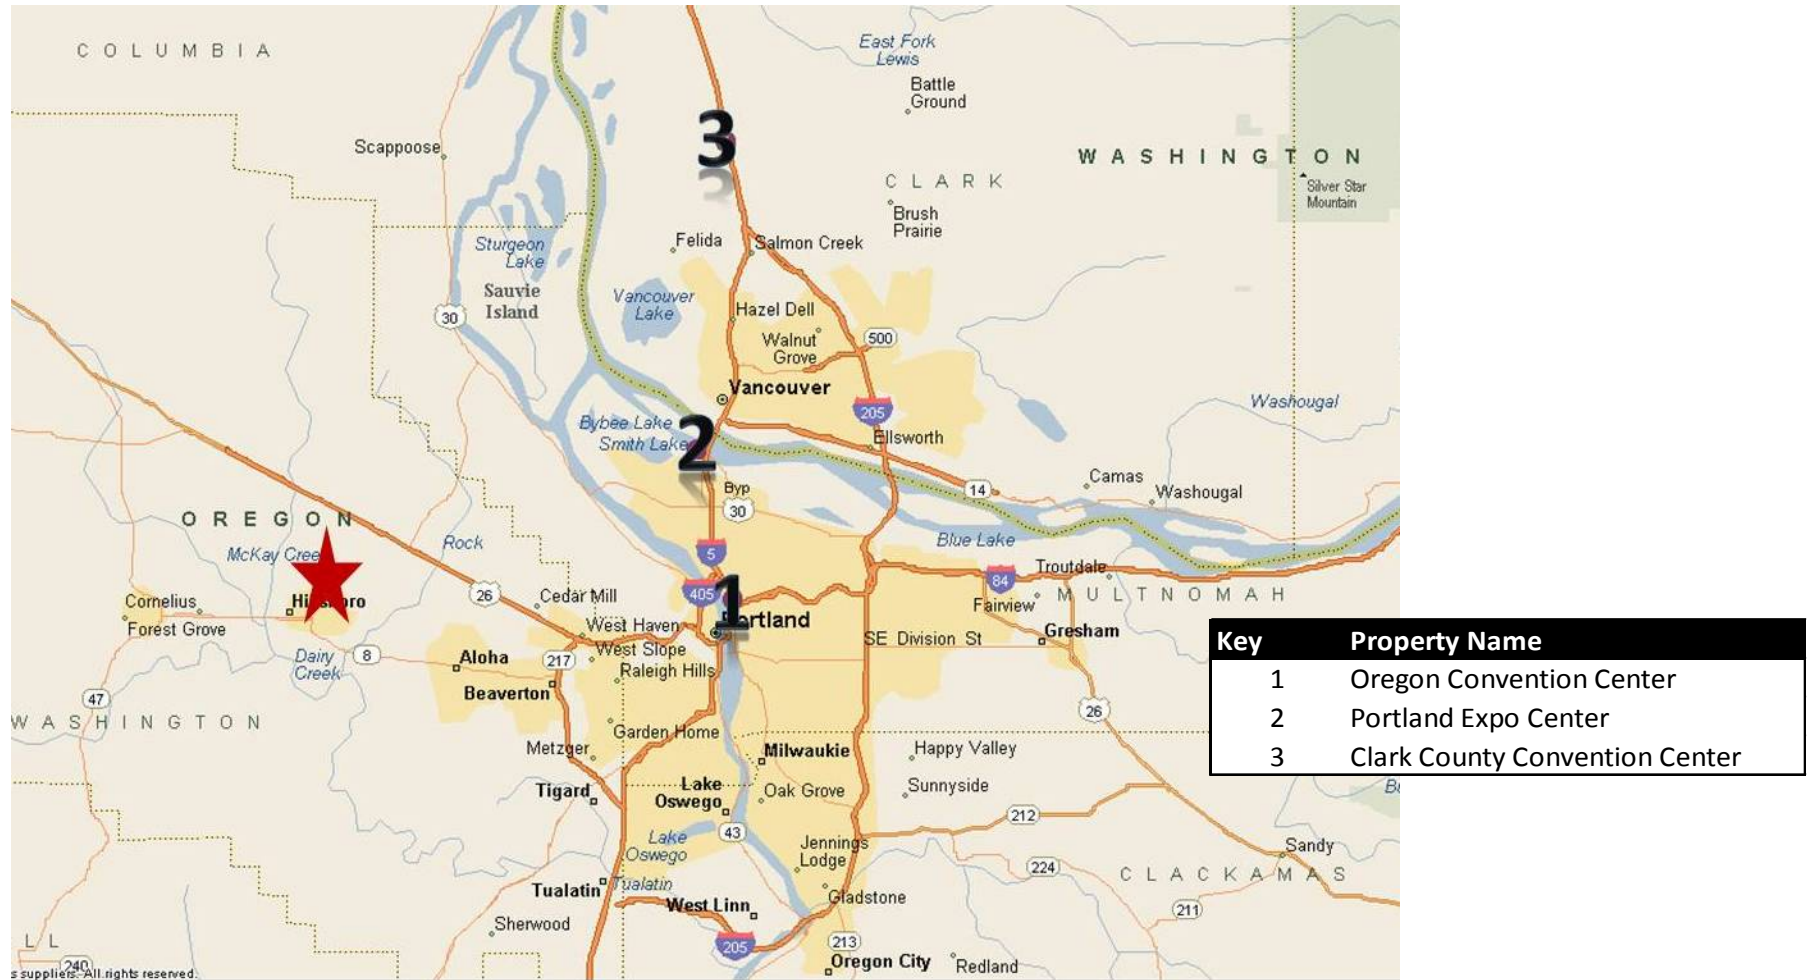 COLUMBIA
East Fork
Lewis
Battle
Ground
3
Scappoose
WASHINGTON
CLARK
Silver Star
Mountain
Brush
Prairie
Felida
Salmon Creek
Sturgeon
Lake
Sauvie
Island
Vancouver
Lake
Hazel Dell
30
Walnut
Grove
500
Vancouver
Washougal
205
Bybee Lake
Smith Lake
2
Ellsworth
Camas
Washougal
14
Byp
30
OREGON
McKay
Rock
5
Blue Lake
Troutdale
84
MULTNOMAH
26
405
1
Cedar Mill
Cornelius
Fairview
Forest Grove
West Haven
SE Division St
Gresham
Key Property Name
1 Oregon Convention Center
2 Portland Expo Center
3 Clark County Convention Center
Dairy
Creek
8
Aloha
217
West Slope
Raleigh Hills
Beaverton
47
WASHINGTON
26
Garden Home
Metzger
Milwaukie
Happy Valley
Tigard
Lake
Oswego
Oak Grove
Sunnyside
212
43
Lake
Oswego
Jennings
Lodge
Sandy
224
CLACKAMAS
Tualatin
Tualatin
West Linn
Gladstone
211
Sherwood
205
213
Oregon City
Redland
LL
240
s suppliers. All rights reserved.